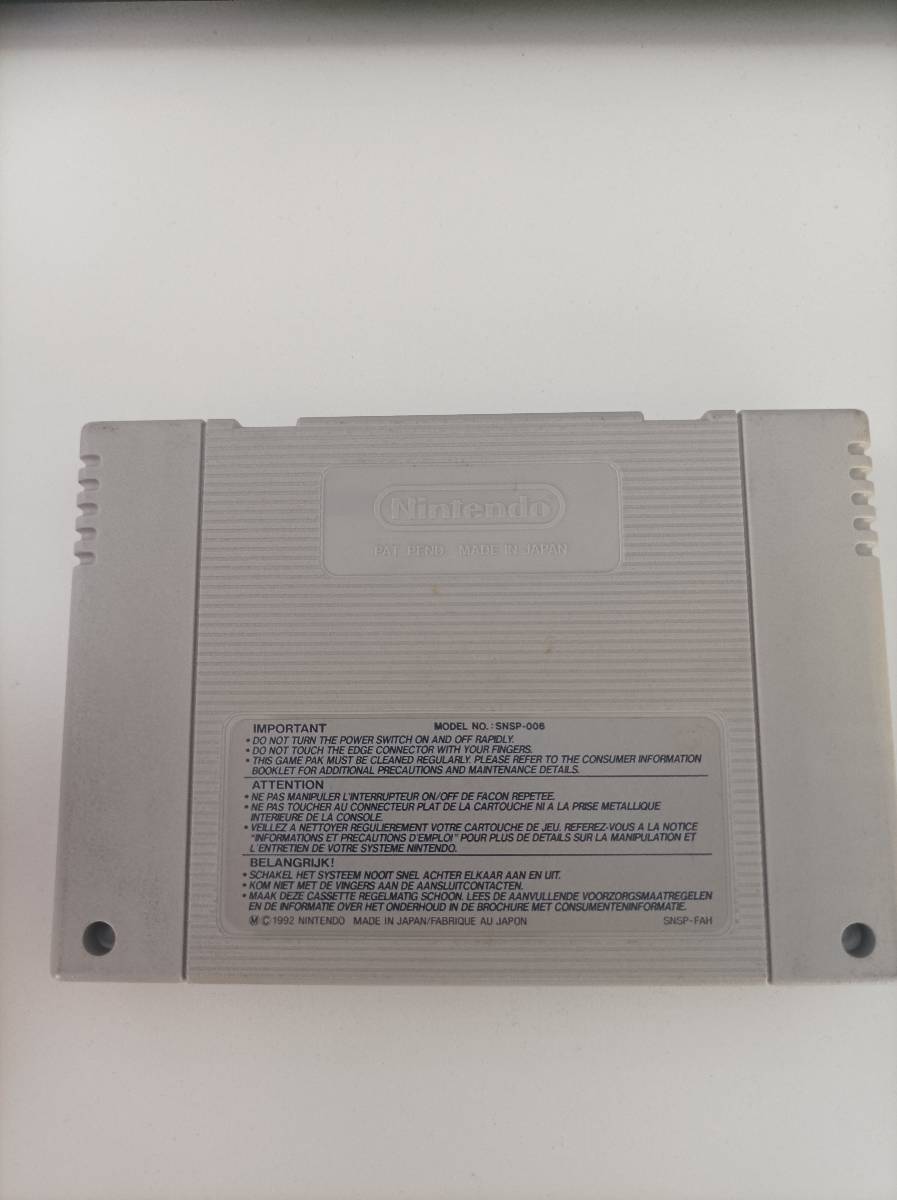 Nintendo
PAT. PEND. MADE IN JAPAN
IMPORTANT MODEL NO. : SNSP-006
• DO NOT TURN THE POWER SWITCH ON AND OFF RAPIDLY.
• DO NOT TOUCH THE EDGE CONNECTOR WITH YOUR FINGERS.
• THIS GAME PAK MUST BE CLEANED REGULARLY. PLEASE REFER TO THE CONSUMER INFORMATION
BOOKLET FOR ADDITIONAL PRECAUTIONS AND MAINTENANCE DETAILS.
ATTENTION
• NE PAS MANIPULER L'INTERRUPTEUR ON/OFF DE FACON REPETEE.
• NE PAS TOUCHER AU CONNECTEUR PLAT DE LA CARTOUCHE NI A LA PRISE METALLIQUE
INTERIEURE DE LA CONSOLE.
• VEILLEZ A NETTOYER REGULIEREMENT VOTRE CARTOUCHE DE JEU. REFEREZ-VOUS A LA NOTICE
"INFORMATIONS ET PRECAUTIONS D'EMPLOI" POUR PLUS DE DETAILS SUR LA MANIPULATION ET
L'ENTRETIEN DE VOTRE SYSTEME NINTENDO.
BELANGRIJK!
• SCHAKEL HET SYSTEEM NOOIT SNEL ACHTER ELKAAR AAN EN UIT.
• KOM NIET MET DE VINGERS AAN DE AANSLUITCONTACTEN.
• MAAK DEZE CASSETTE REGELMATIG SCHOON. LEES DE AANVULLENDE VOORZORGSMAATREGELEN
EN DE INFORMATIE OVER HET ONDERHOUD IN DE BROCHURE MET CONSUMENTENINFORMATIE.
Ⓜ © 1992 NINTENDO MADE IN JAPAN/FABRIQUE AU JAPON SNSP-FAH